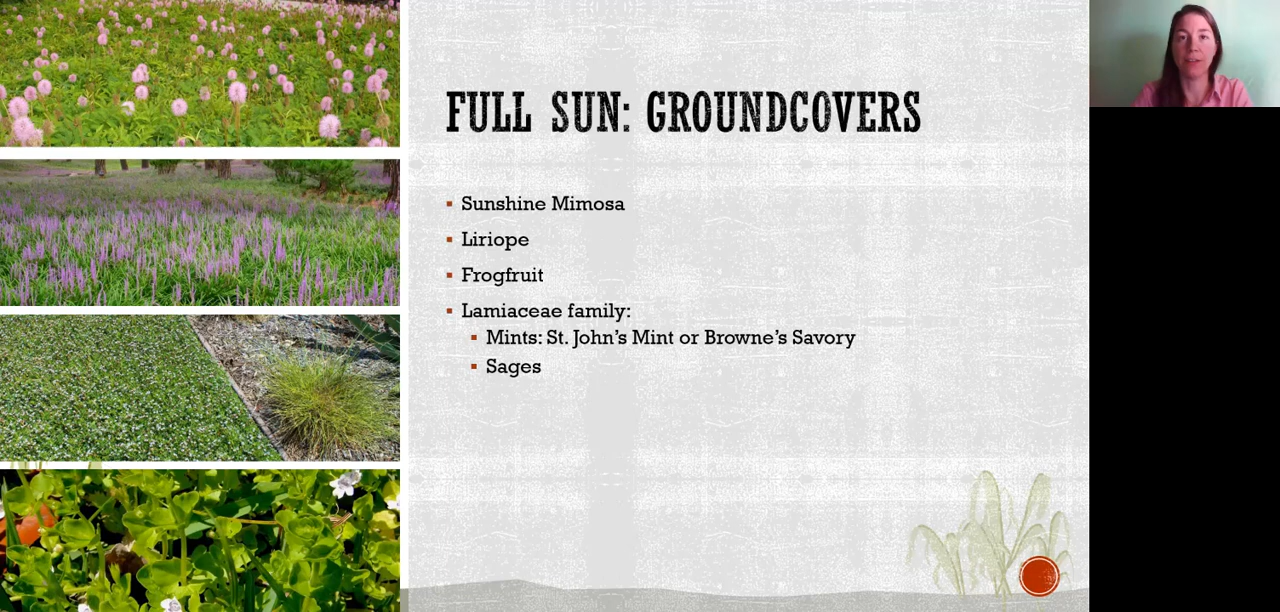 FULL SUN: GROUNDCOVERS
Sunshine Mimosa
Liriope
Frogfruit
Lamiaceae family:
Mints: St. John's Mint or Browne's Savory
Sages